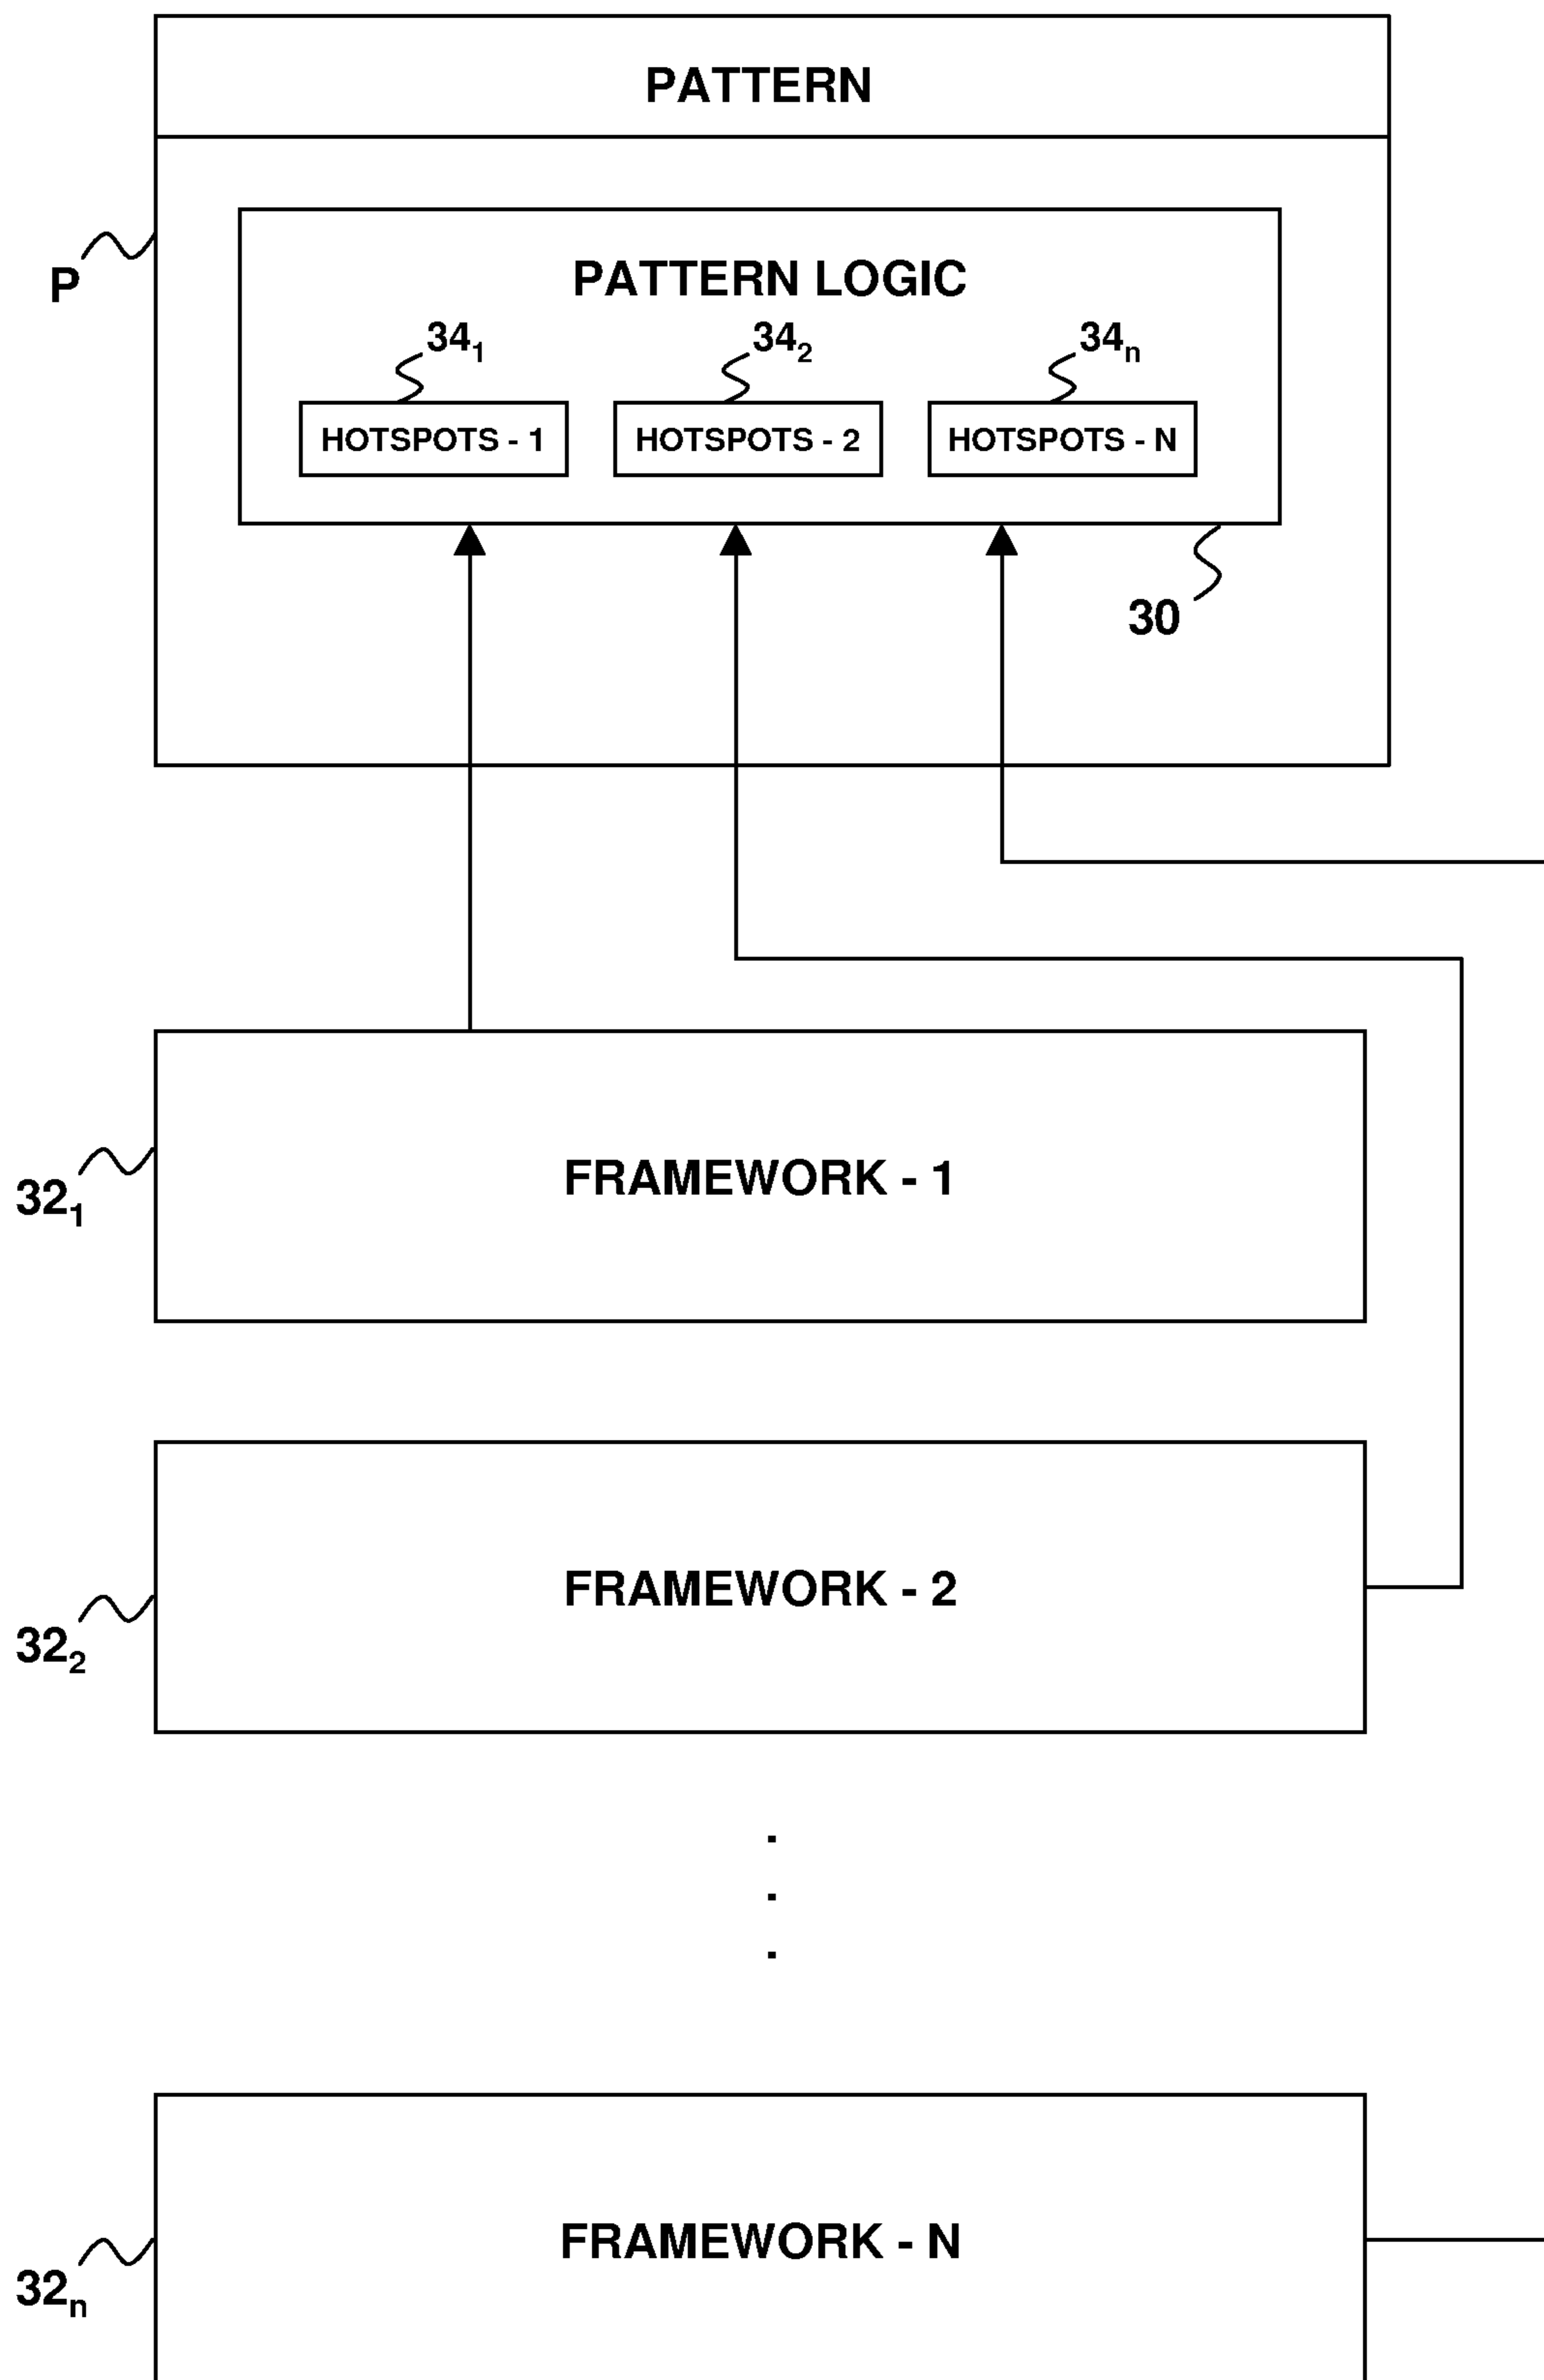 PATTERN
P
PATTERN LOGIC
34₁ 34₂ 34ₙ
HOTSPOTS - 1 HOTSPOTS - 2 HOTSPOTS - N
30
FRAMEWORK - 1
32₁
FRAMEWORK - 2
32₂
.
.
.
FRAMEWORK - N
32ₙ